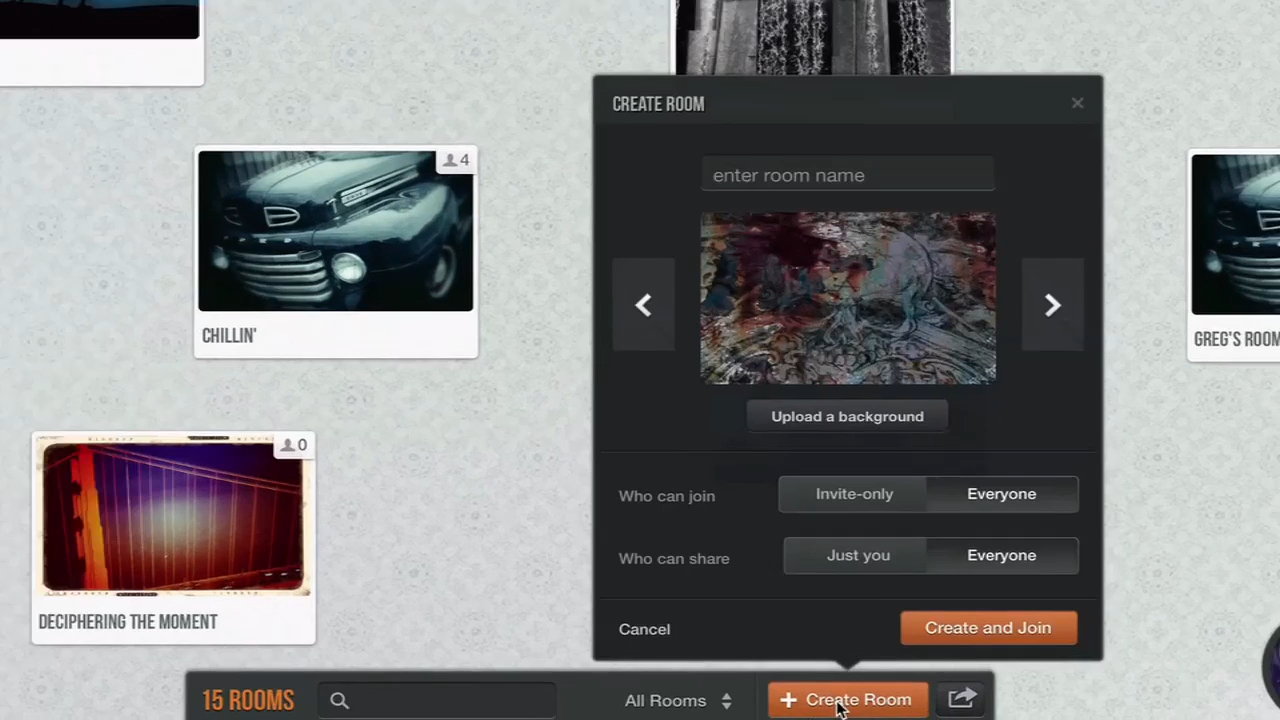 CREATE ROOM
enter room name
4
CHILLIN'
GREG'S ROOM
Upload a background
0
Who can join
Invite-only
Everyone
Who can share
Just you
Everyone
DECIPHERING THE MOMENT
Cancel
Create and Join
15 ROOMS
All Rooms
Create Room